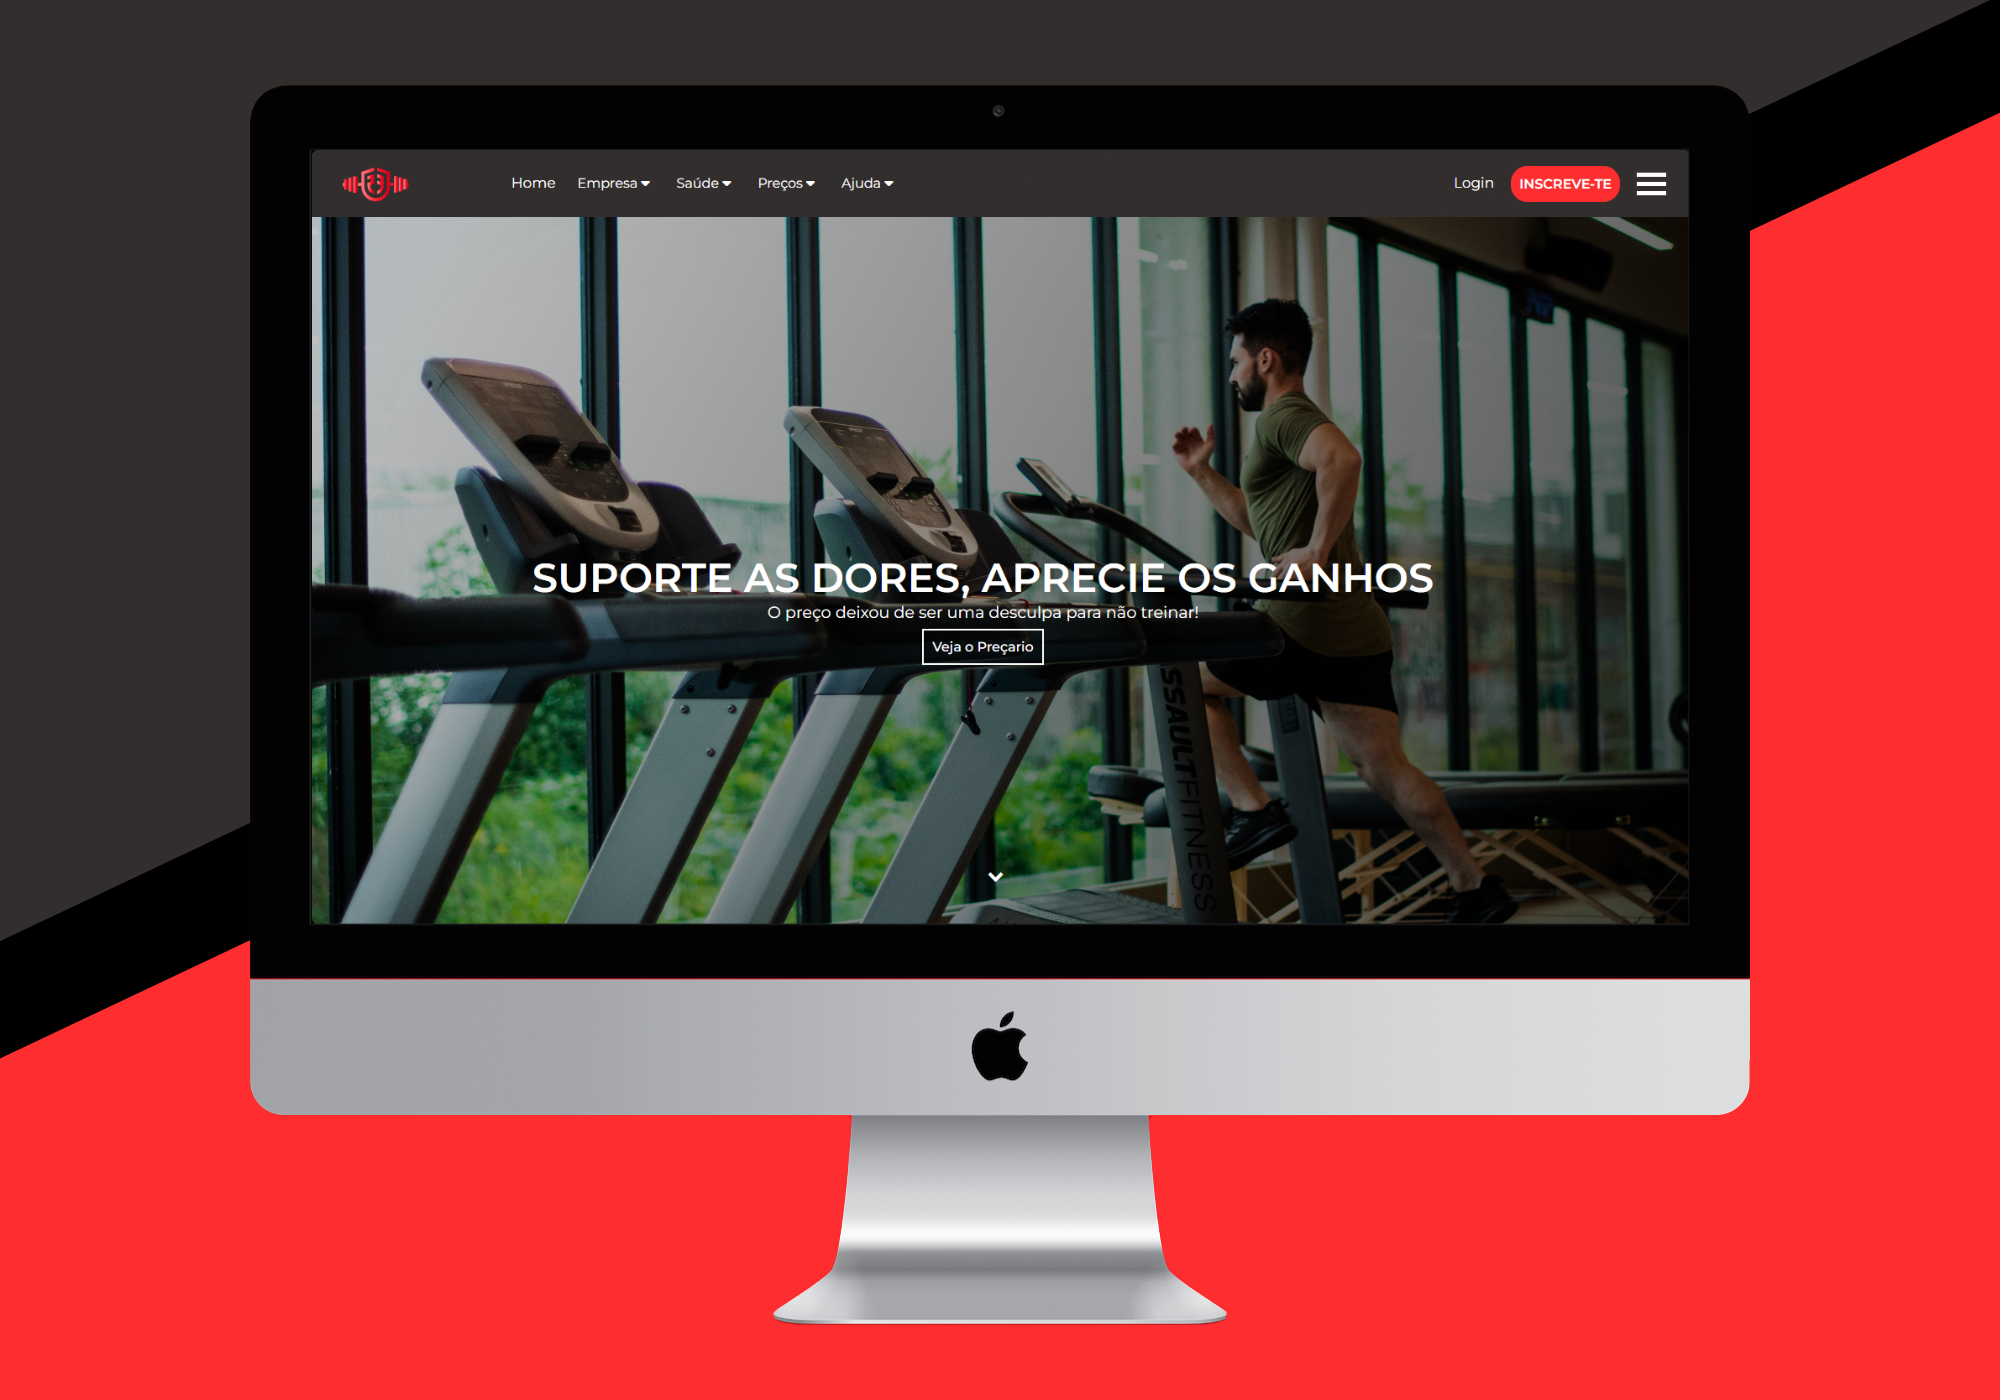 Home Empresa Saúde Preços Ajuda Login INSCREVE-TE
SUPORTE AS DORES, APRECIE OS GANHOS
O preço deixou de ser uma desculpa para não treinar!
Veja o Preçario
ASSAULTFITNESS